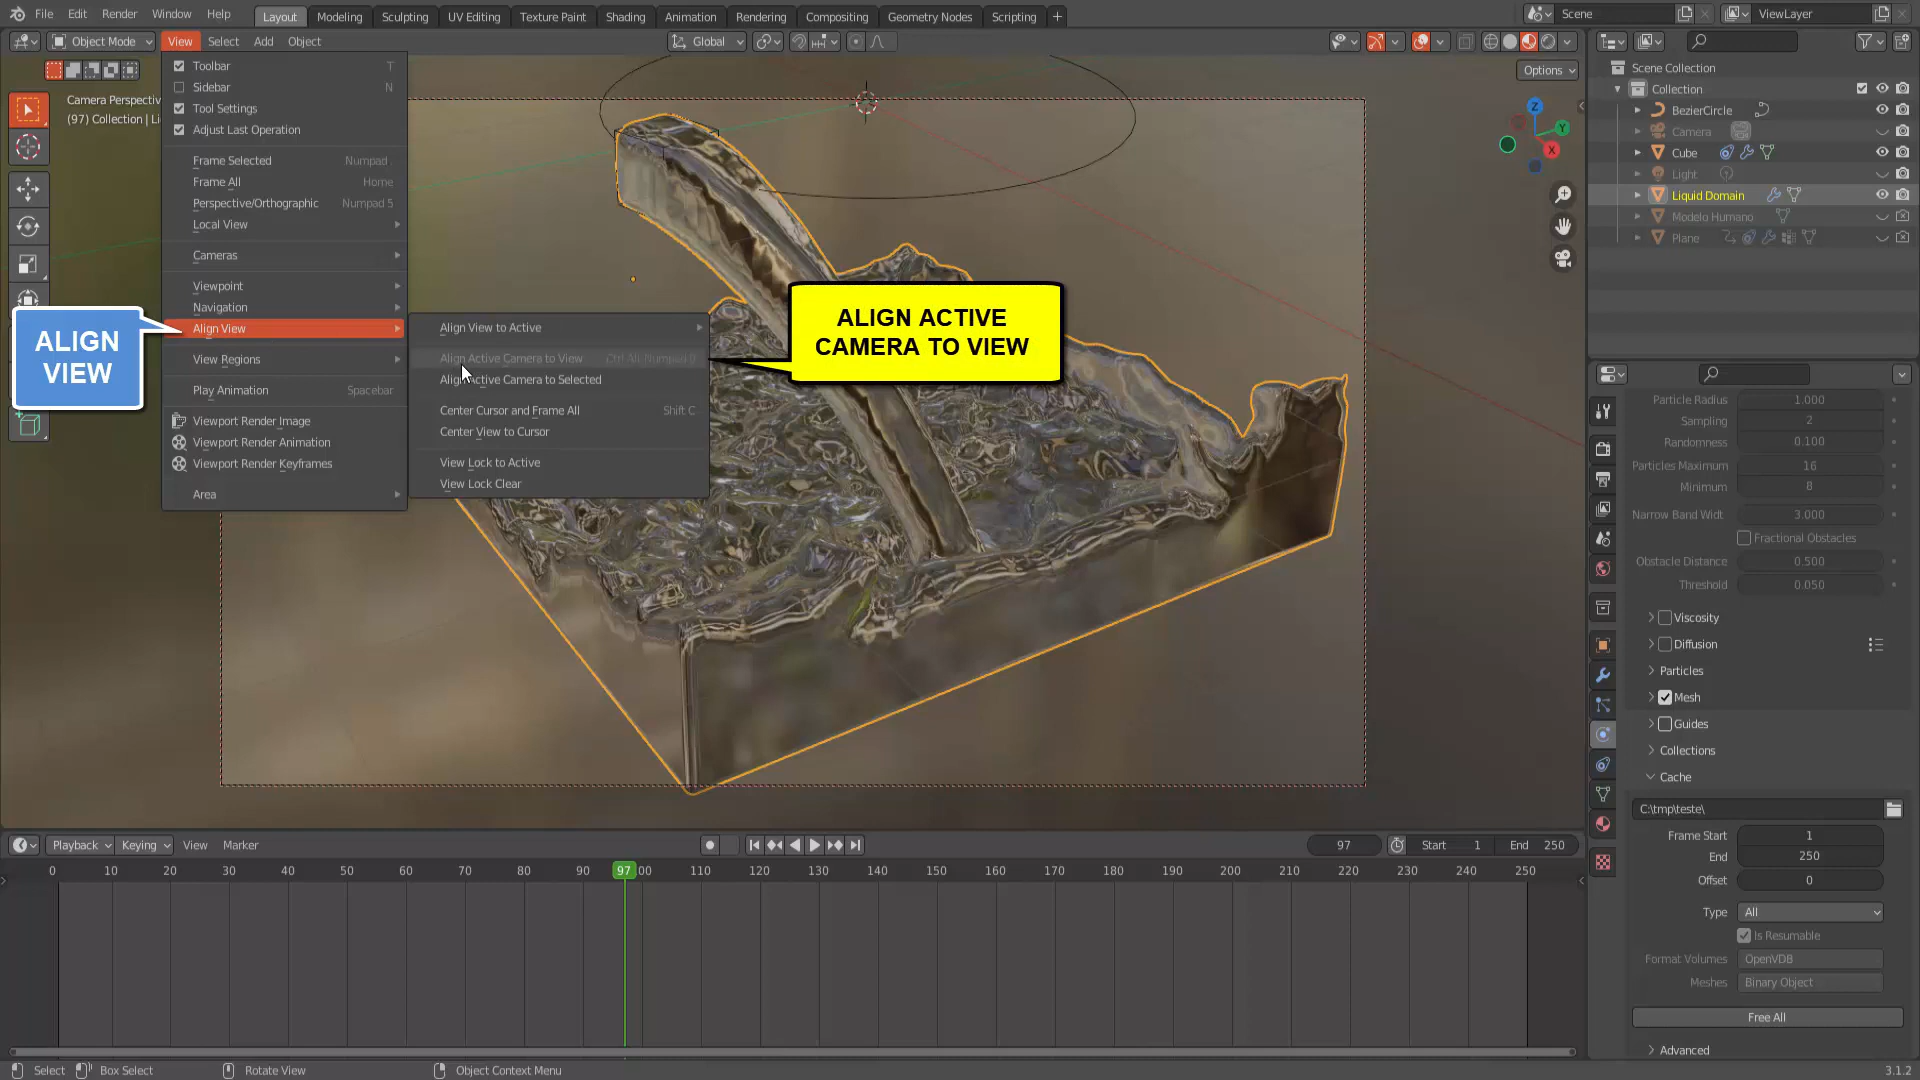 File Edit Render Window Help Layout Modeling Sculpting UV Editing Texture Paint Shading Animation Rendering Compositing Geometry Nodes Scripting + Scene ViewLayer
Object Mode View Select Add Object Global
Options
Camera Perspectiv
(97) Collection | Li
Toolbar T
Sidebar N
Tool Settings
Adjust Last Operation
Frame Selected Numpad .
Frame All Home
Perspective/Orthographic Numpad 5
Local View
Cameras
Viewpoint
Navigation
Align View
View Regions
Play Animation Spacebar
Viewport Render Image
Viewport Render Animation
Viewport Render Keyframes
Area
Align View to Active
Align Active Camera to View Ctrl Alt Numpad 0
Align Active Camera to Selected
Center Cursor and Frame All Shift C
Center View to Cursor
View Lock to Active
View Lock Clear
ALIGN
VIEW
ALIGN ACTIVE
CAMERA TO VIEW
Z
Y
X
Scene Collection
Collection
BezierCircle
Camera
Cube
Light
Liquid Domain
Modelo Humano
Plane
Particle Radius 1.000
Sampling 2
Randomness 0.100
Particles Maximum 16
Minimum 8
Narrow Band Widt 3.000
Fractional Obstacles
Obstacle Distance 0.500
Threshold 0.050
Viscosity
Diffusion
Particles
Mesh
Guides
Collections
Cache
C:\tmp\teste\
Frame Start 1
End 250
Offset 0
Type All
Is Resumable
Format Volumes OpenVDB
Meshes Binary Object
Free All
Advanced
Playback Keying View Marker 97 Start 1 End 250
0 10 20 30 40 50 60 70 80 90 97 00 110 120 130 140 150 160 170 180 190 200 210 220 230 240 250
Select Box Select Rotate View Object Context Menu 3.1.2